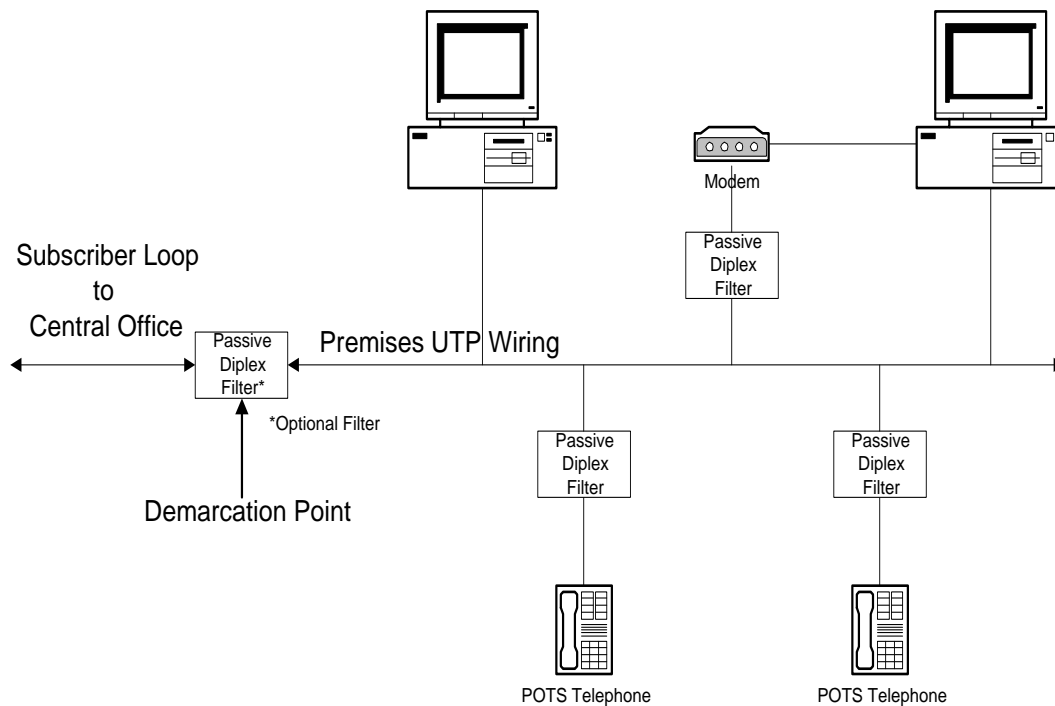 Modem
Passive
Diplex
Filter
Subscriber Loop
to
Central Office
Passive
Diplex
Filter*
Premises UTP Wiring
*Optional Filter
Demarcation Point
Passive
Diplex
Filter
Passive
Diplex
Filter
POTS Telephone
POTS Telephone